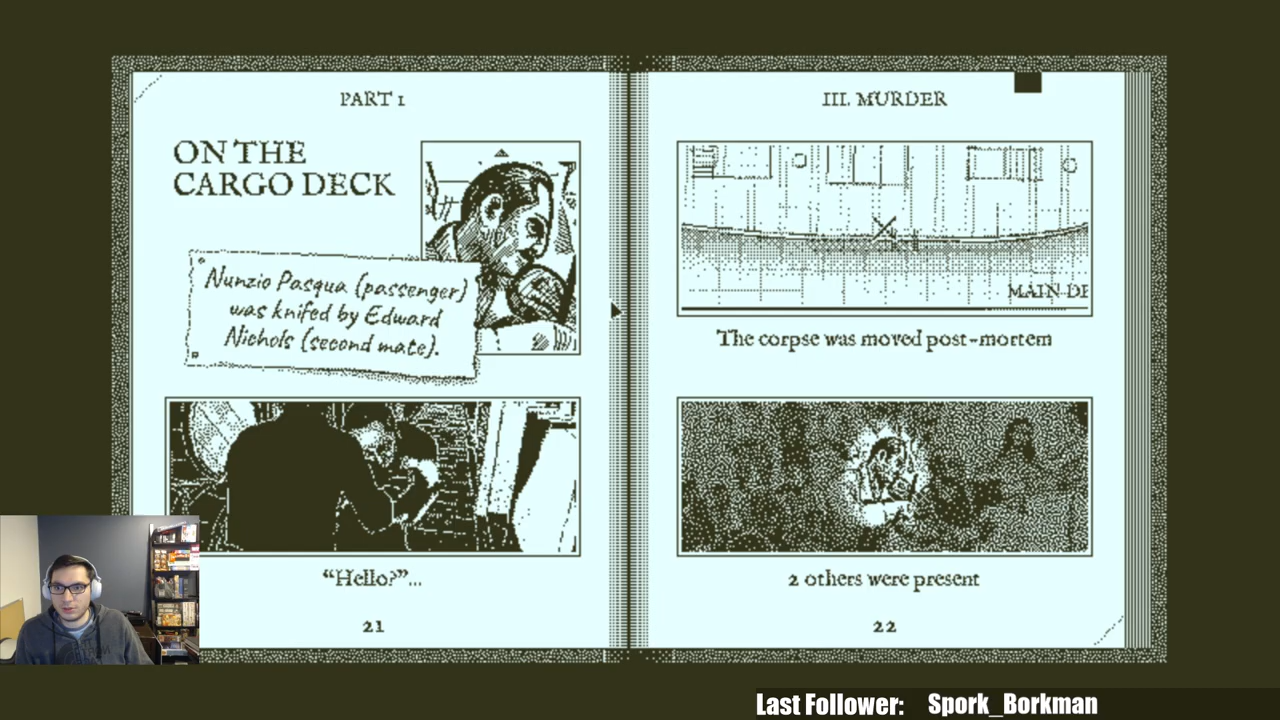 PART 1
ON THE
CARGO DECK
Nunzio Pasqua (passenger)
was knifed by Edward
Nichols (second mate).
“Hello?”...
21
III. MURDER
MAIN DE
The corpse was moved post-mortem
2 others were present
22
Last Follower: Spork_Borkman